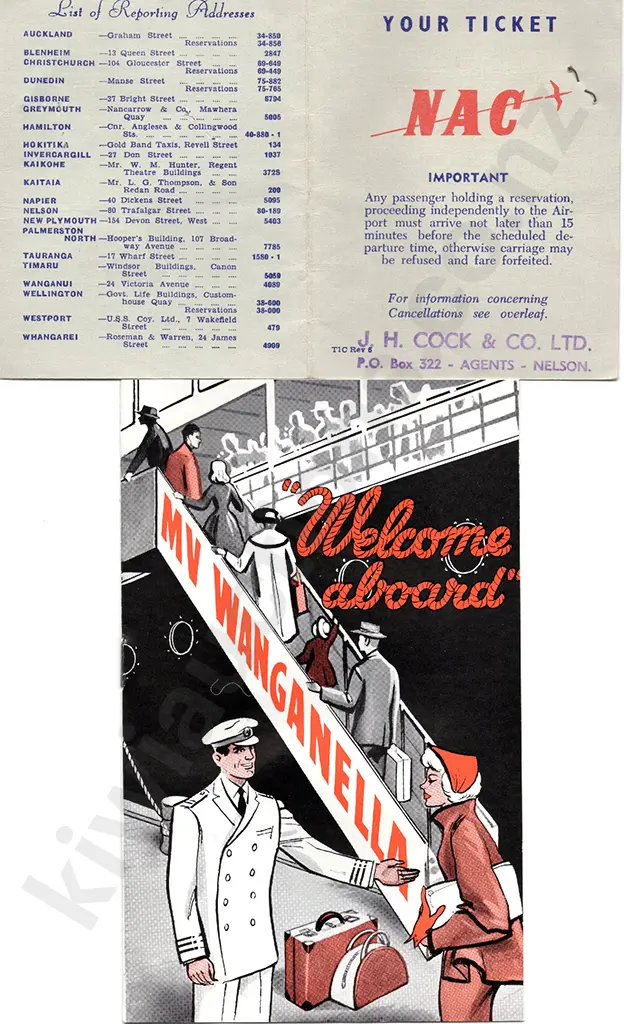 List of Reporting Addresses
AUCKLAND —Graham Street .... .... .... .... 34-850
Reservations 34-856
BLENHEIM —13 Queen Street .... .... .... 2847
CHRISTCHURCH —104 Gloucester Street .... .... 69-649
Reservations 69-449
DUNEDIN —Manse Street .... .... .... .... 75-882
Reservations 75-765
GISBORNE —37 Bright Street .... .... .... .... 6794
GREYMOUTH —Nancarrow & Co., Mawhera
Quay .... .... .... .... .... 5005
HAMILTON —Cnr. Anglesea & Collingwood
Sts. .... .... .... .... .... 40-880 - 1
HOKITIKA —Gold Band Taxis, Revell Street 134
INVERCARGILL —27 Don Street .... .... .... .... 1937
KAIKOHE —Mr. W. M. Hunter, Regent
Theatre Buildings .... .... 3728
KAITAIA —Mr. L. G. Thompson, & Son
Redan Road .... .... .... 200
NAPIER —40 Dickens Street .... .... .... 5095
NELSON —80 Trafalgar Street .... .... 80-189
NEW PLYMOUTH —154 Devon Street, West .... .... 5403
PALMERSTON
NORTH —Hooper's Building, 107 Broad-
way Avenue .... .... .... 7785
TAURANGA —17 Wharf Street .... .... .... 1580 - 1
TIMARU —Windsor Buildings, Canon
Street .... .... .... .... .... 5059
WANGANUI —24 Victoria Avenue .... .... .... 4089
WELLINGTON —Govt. Life Buildings, Custom-
house Quay .... .... .... .... 38-600
Reservations 38-000
WESTPORT —U.S.S. Coy. Ltd., 7 Wakefield
Street .... .... .... .... .... 479
WHANGAREI —Roseman & Warren, 24 James
Street .... .... .... .... .... 4909
YOUR TICKET
NAC
IMPORTANT
Any passenger holding a reservation,
proceeding independently to the Air-
port must arrive not later than 15
minutes before the scheduled de-
parture time, otherwise carriage may
be refused and fare forfeited.
For information concerning
Cancellations see overleaf.
TIC Rev 6
J. H. COCK & CO. LTD.
P.O. Box 322 - AGENTS - NELSON.
"Welcome
aboard"
MV WANGANELLA